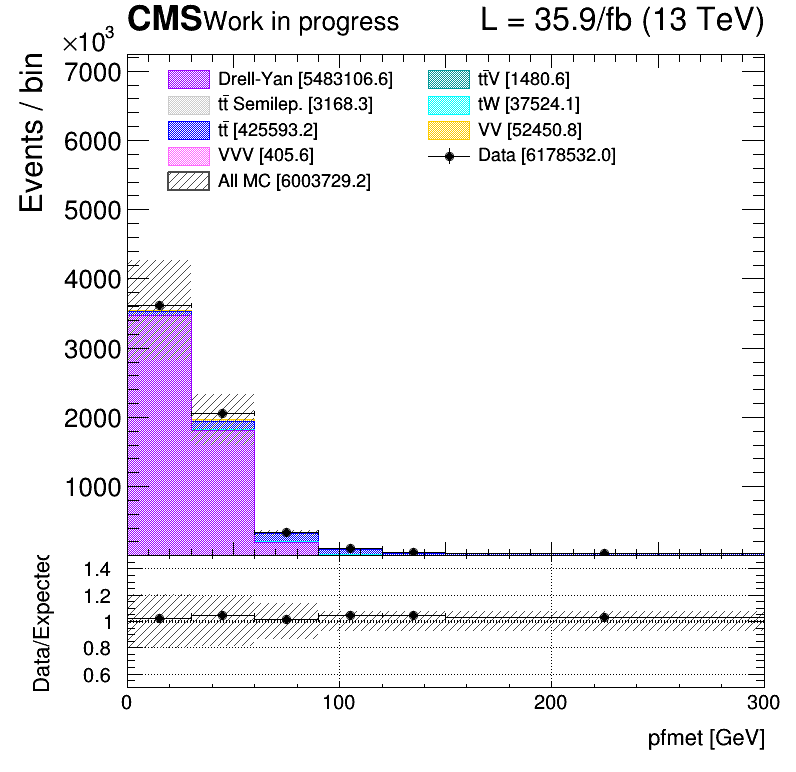 CMS Work in progress L = 35.9/fb (13 TeV)
×10³
Events / bin
7000
6000
5000
4000
3000
2000
1000
Drell-Yan [5483106.6]
tt̄ Semilep. [3168.3]
tt̄ [425593.2]
VVV [405.6]
All MC [6003729.2]
tt̄V [1480.6]
tW [37524.1]
VV [52450.8]
Data [6178532.0]
Data/Expected
1.4
1.2
1
0.8
0.6
0 100 200 300
pfmet [GeV]